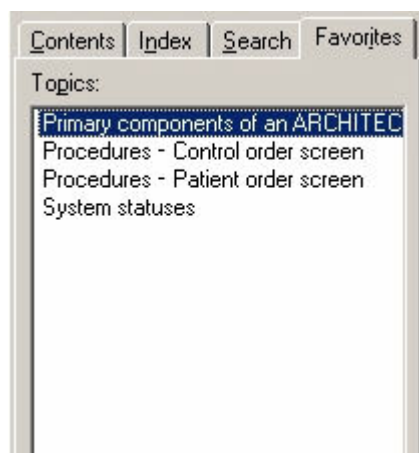 Contents Index Search Favorites
Topics:
Primary components of an ARCHITEC
Procedures - Control order screen
Procedures - Patient order screen
System statuses